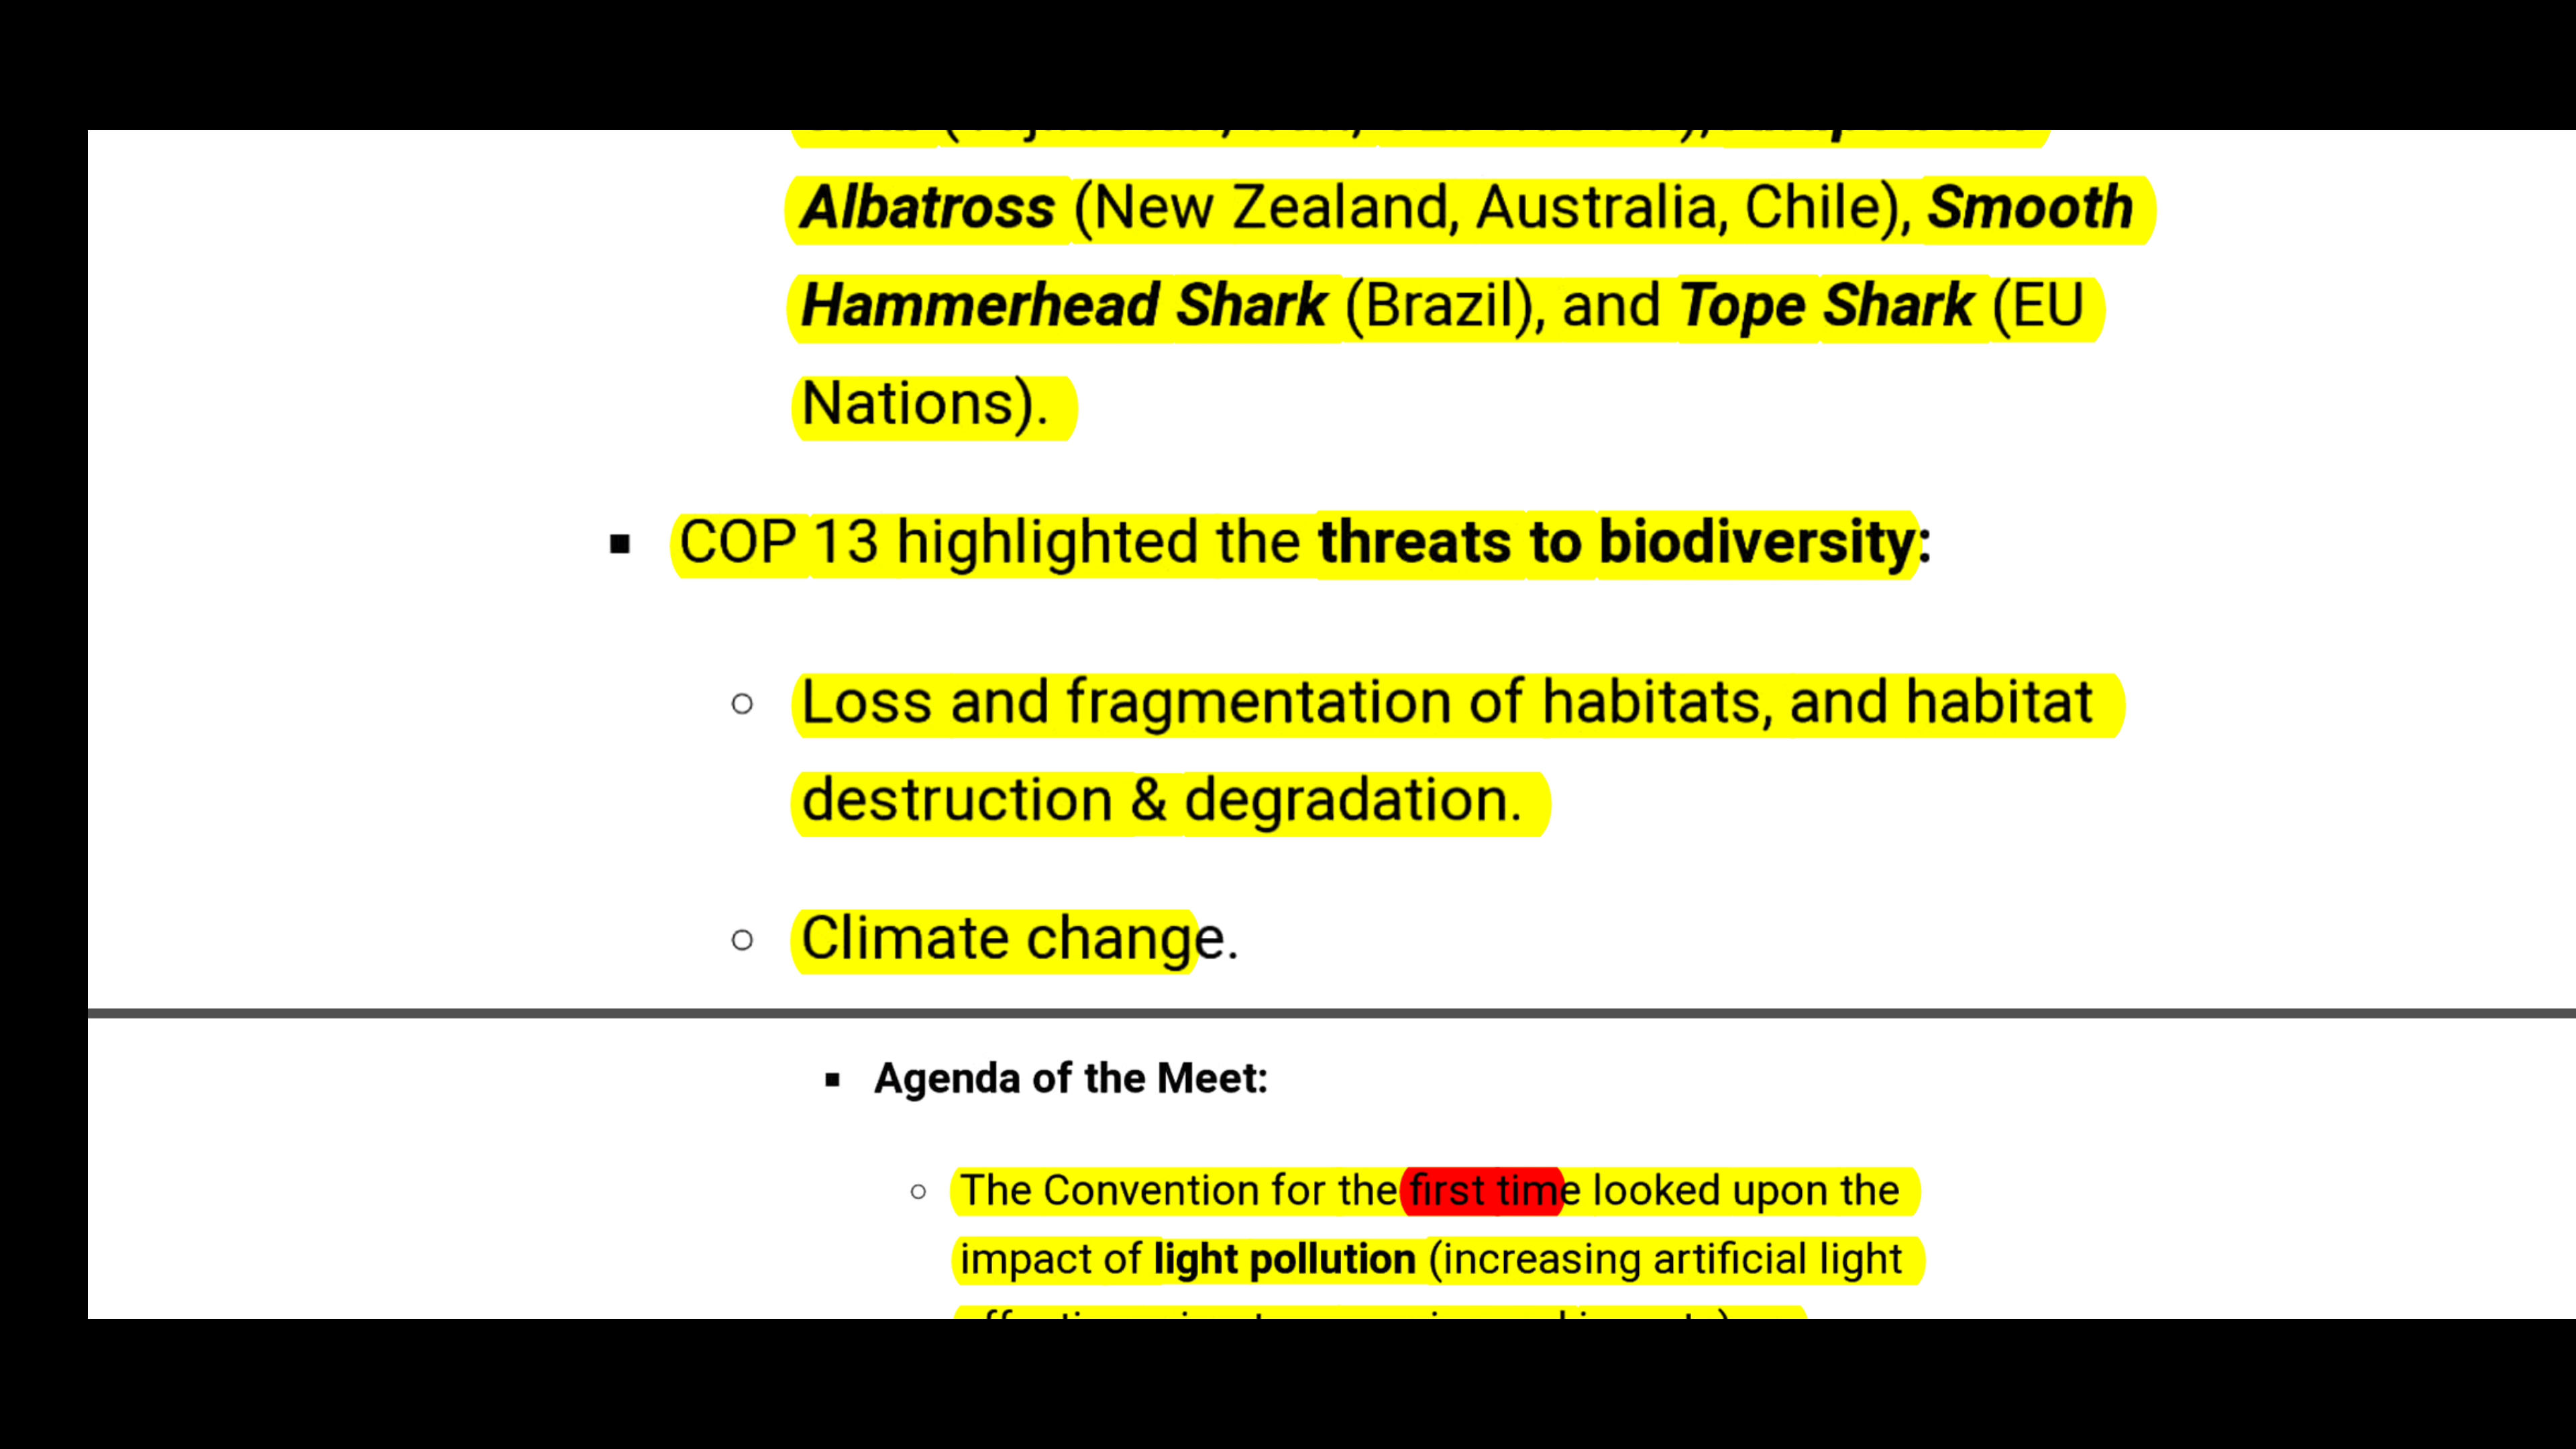 Albatross (New Zealand, Australia, Chile), Smooth
Hammerhead Shark (Brazil), and Tope Shark (EU
Nations).
▪ COP 13 highlighted the threats to biodiversity:
○ Loss and fragmentation of habitats, and habitat
destruction & degradation.
○ Climate change.
▪ Agenda of the Meet:
○ The Convention for the first time looked upon the
impact of light pollution (increasing artificial light